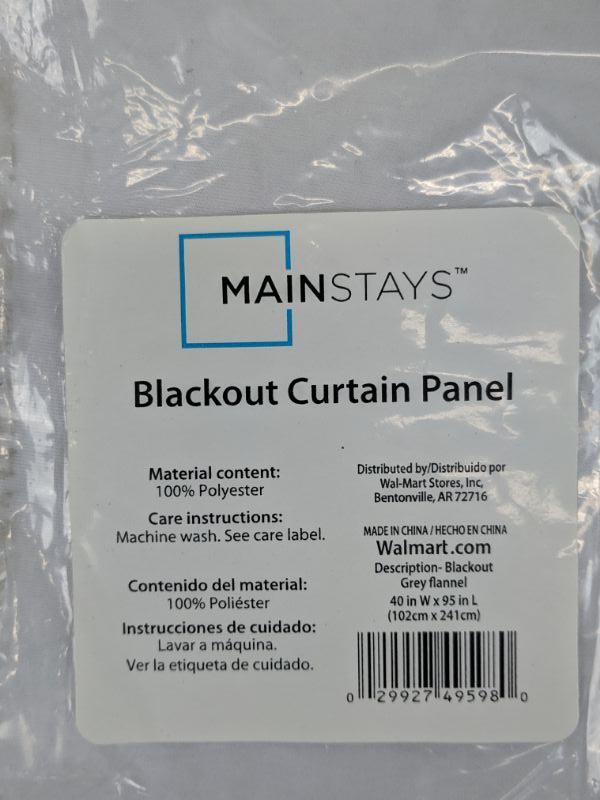 MAINSTAYS™
Blackout Curtain Panel
Material content:
100% Polyester
Care instructions:
Machine wash. See care label.
Contenido del material:
100% Poliéster
Instrucciones de cuidado:
Lavar a máquina.
Ver la etiqueta de cuidado.
Distributed by/Distribuido por
Wal-Mart Stores, Inc,
Bentonville, AR 72716
MADE IN CHINA / HECHO EN CHINA
Walmart.com
Description- Blackout
Grey flannel
40 in W x 95 in L
(102cm x 241cm)
0 29927 49598 0